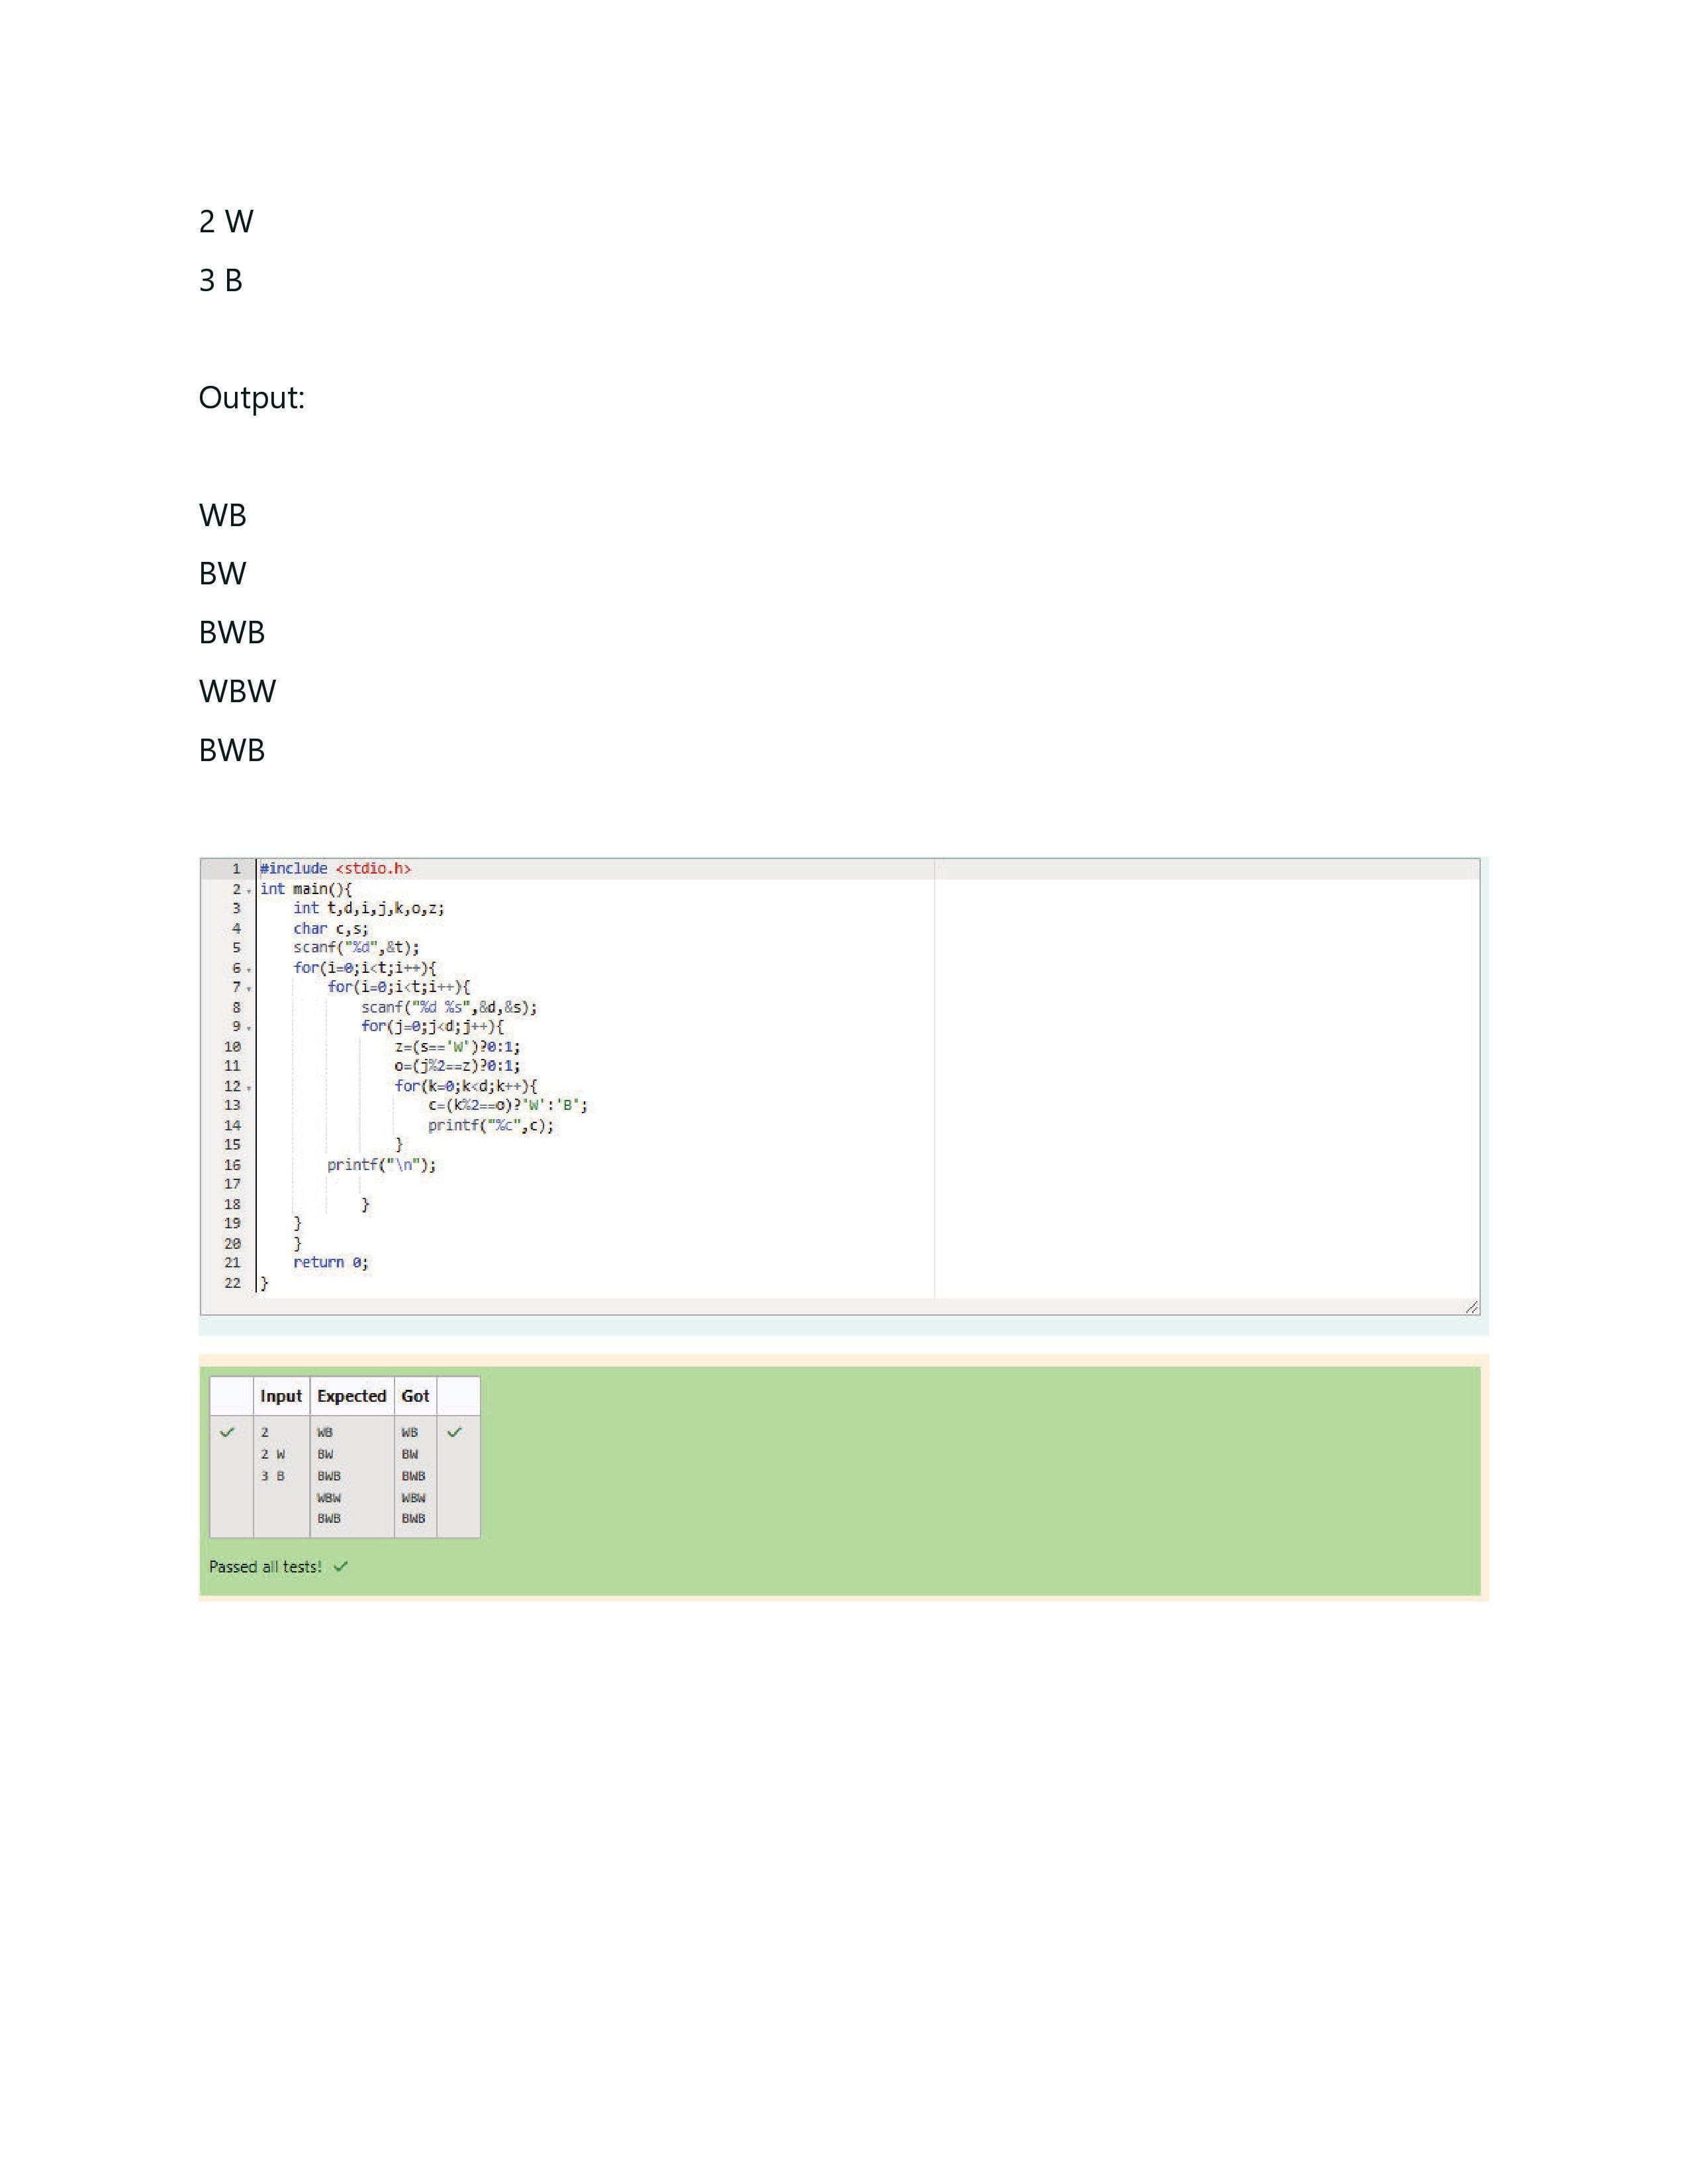 2 W
3 B
Output:
WB
BW
BWB
WBW
BWB
1 #include <stdio.h>
2 int main(){
3     int t,d,i,j,k,o,z;
4     char c,s;
5     scanf("%d",&t);
6     for(i=0;i<t;i++){
7         for(i=0;i<t;i++){
8             scanf("%d %s",&d,&s);
9             for(j=0;j<d;j++){
10                 z=(s=='W')?0:1;
11                 o=(j%2==z)?0:1;
12                 for(k=0;k<d;k++){
13                     c=(k%2==o)?'W':'B';
14                     printf("%c",c);
15                 }
16         printf("\n");
17
18             }
19     }
20     }
21     return 0;
22 }
Input Expected Got
2 WB WB
2 W BW BW
3 B BWB BWB
WBW WBW
BWB BWB
Passed all tests!